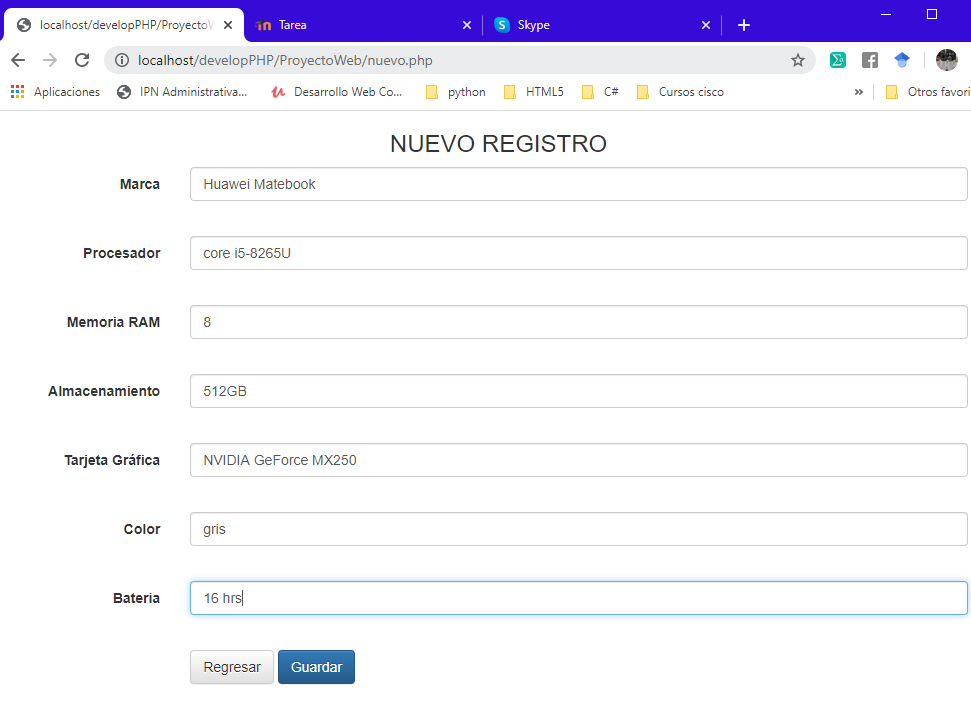 localhost/developPHP/ProyectoW
Tarea
Skype
localhost/developPHP/ProyectoWeb/nuevo.php
Aplicaciones IPN Administrativa... Desarrollo Web Co... python HTML5 C# Cursos cisco » Otros favori
NUEVO REGISTRO
Marca Huawei Matebook
Procesador core i5-8265U
Memoria RAM 8
Almacenamiento 512GB
Tarjeta Gráfica NVIDIA GeForce MX250
Color gris
Bateria 16 hrs
Regresar Guardar